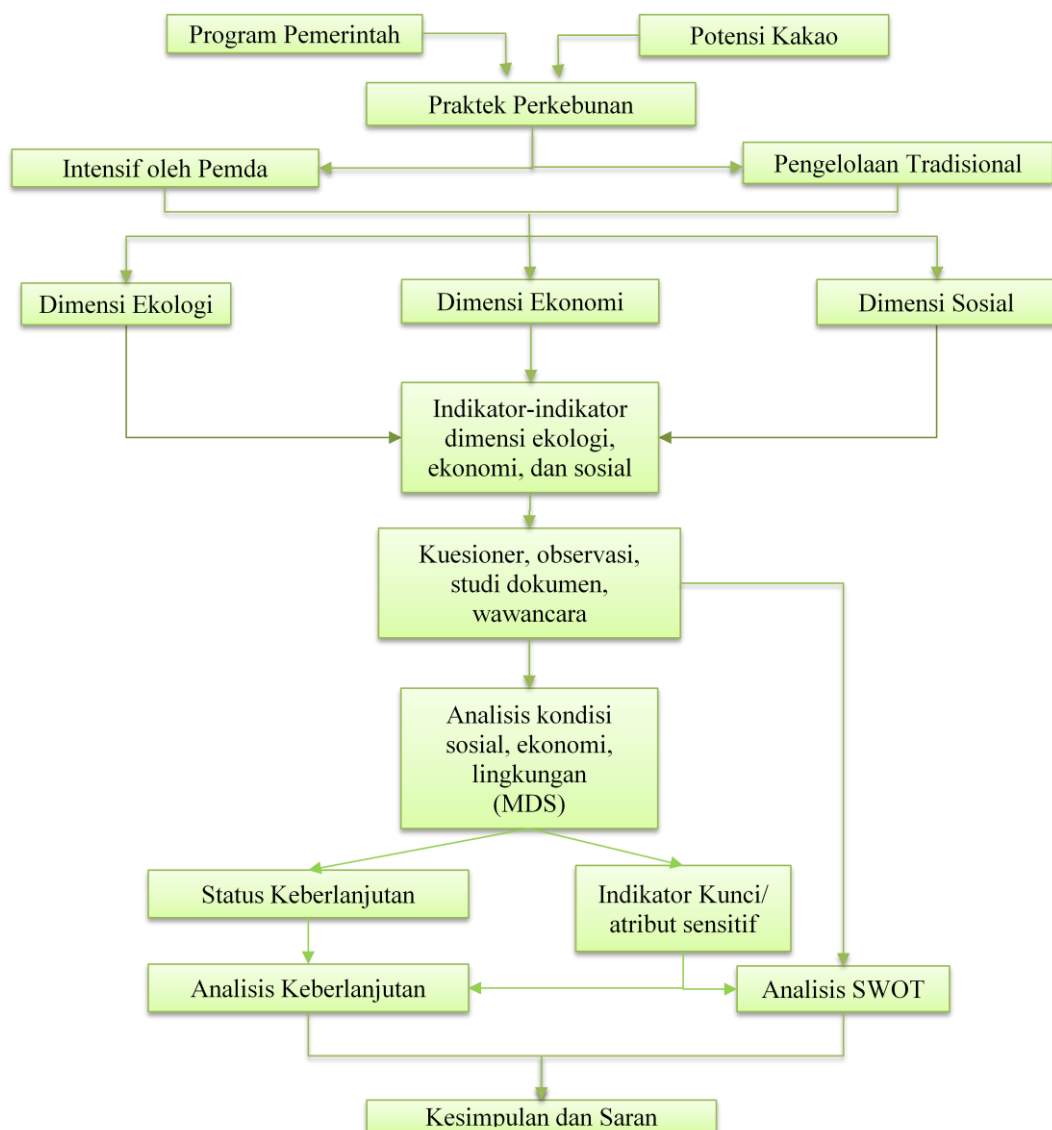 Program Pemerintah
Potensi Kakao
Praktek Perkebunan
Intensif oleh Pemda
Pengelolaan Tradisional
Dimensi Ekologi
Dimensi Ekonomi
Dimensi Sosial
Indikator-indikator
dimensi ekologi,
ekonomi, dan sosial
Kuesioner, observasi,
studi dokumen,
wawancara
Analisis kondisi
sosial, ekonomi,
lingkungan
(MDS)
Status Keberlanjutan
Indikator Kunci/
atribut sensitif
Analisis Keberlanjutan
Analisis SWOT
Kesimpulan dan Saran